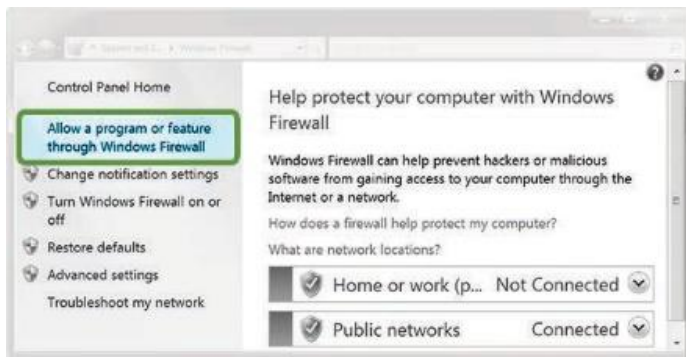 Control Panel Home
Allow a program or feature
through Windows Firewall
Change notification settings
Turn Windows Firewall on or
off
Restore defaults
Advanced settings
Troubleshoot my network
Help protect your computer with Windows
Firewall
Windows Firewall can help prevent hackers or malicious
software from gaining access to your computer through the
Internet or a network.
How does a firewall help protect my computer?
What are network locations?
Home or work (p... Not Connected
Public networks Connected